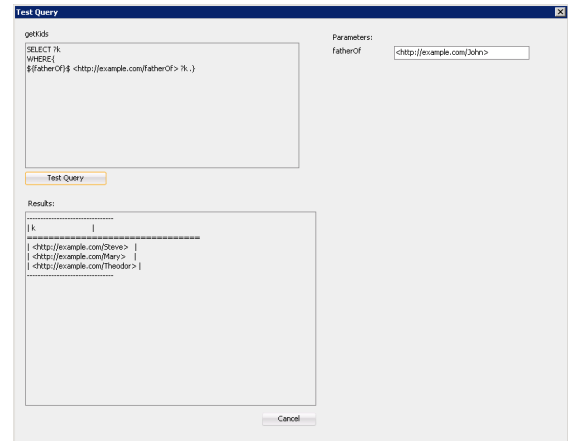 Test Query
getKids
Parameters:
SELECT ?k
WHERE{
${fatherOf}$ <http://example.com/fatherOf> ?k .}
fatherOf
<http://example.com/John>
Test Query
Results:
-------------------------------
| k |
================================
| <http://example.com/Steve> |
| <http://example.com/Mary> |
| <http://example.com/Theodor> |
-------------------------------
Cancel